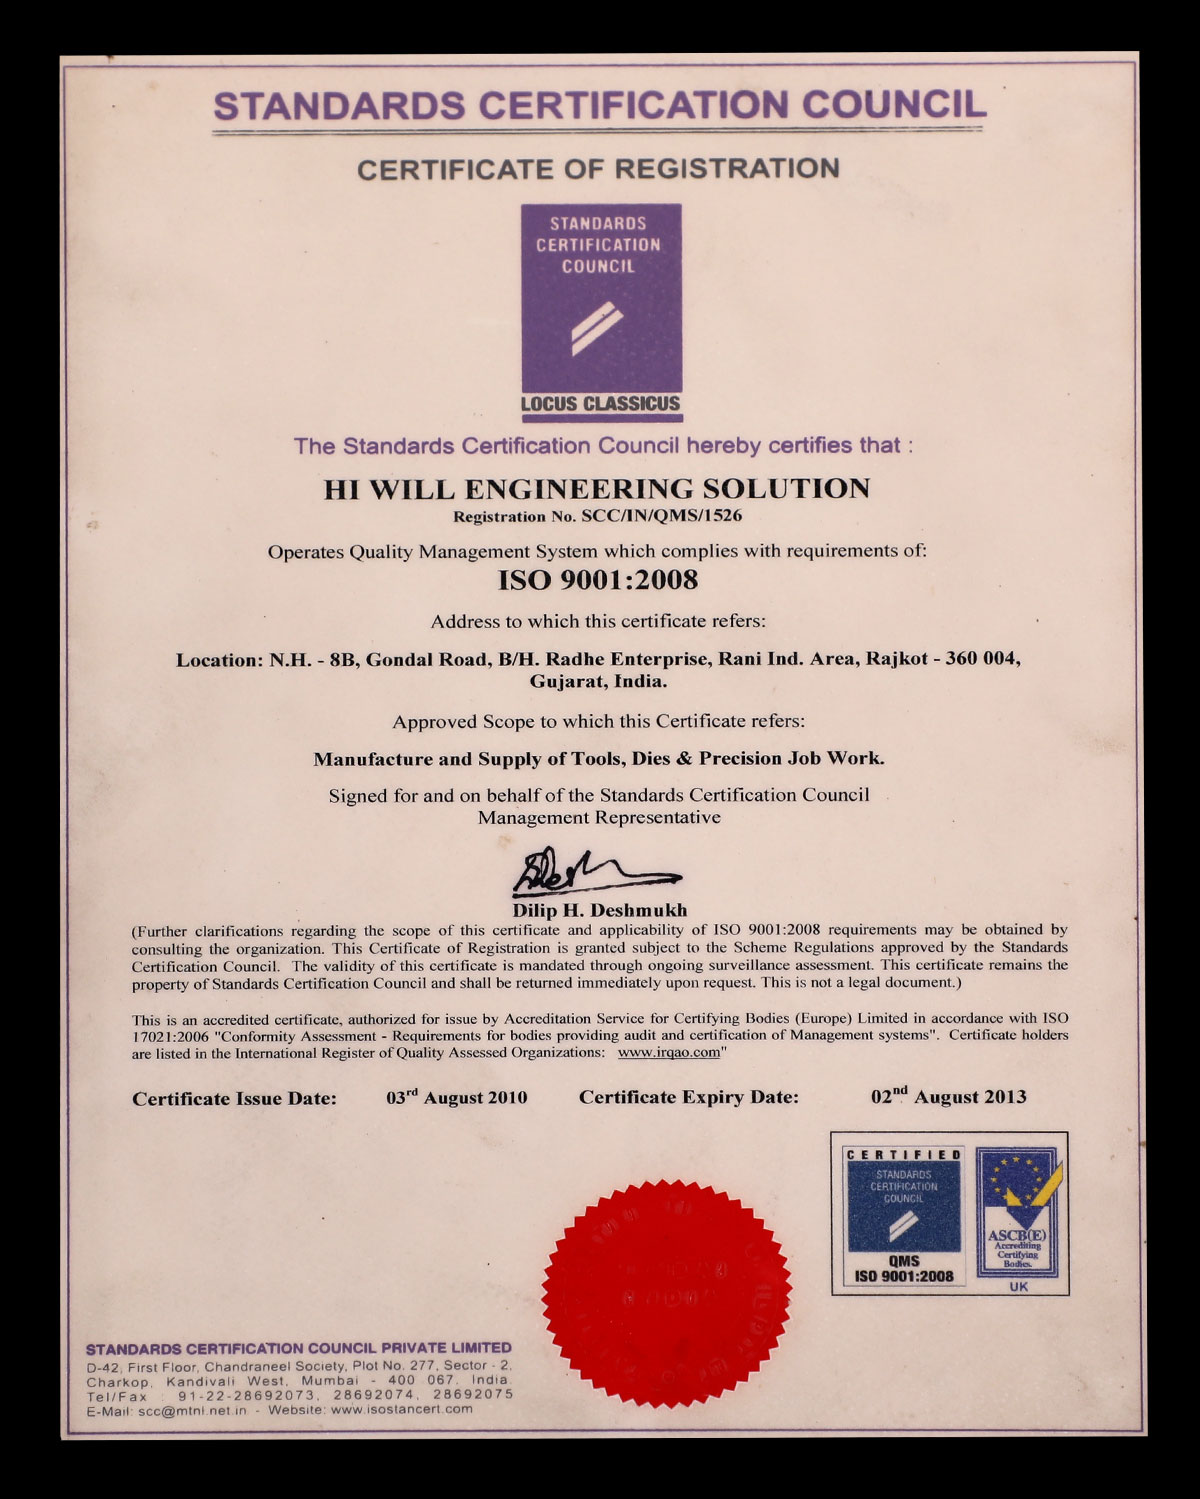 STANDARDS CERTIFICATION COUNCIL
CERTIFICATE OF REGISTRATION
STANDARDS
CERTIFICATION
COUNCIL
LOCUS CLASSICUS
The Standards Certification Council hereby certifies that :
HI WILL ENGINEERING SOLUTION
Registration No. SCC/IN/QMS/1526
Operates Quality Management System which complies with requirements of:
ISO 9001:2008
Address to which this certificate refers:
Location: N.H. - 8B, Gondal Road, B/H. Radhe Enterprise, Rani Ind. Area, Rajkot - 360 004,
Gujarat, India.
Approved Scope to which this Certificate refers:
Manufacture and Supply of Tools, Dies & Precision Job Work.
Signed for and on behalf of the Standards Certification Council
Management Representative
Dilip H. Deshmukh
(Further clarifications regarding the scope of this certificate and applicability of ISO 9001:2008 requirements may be obtained by
consulting the organization. This Certificate of Registration is granted subject to the Scheme Regulations approved by the Standards
Certification Council. The validity of this certificate is mandated through ongoing surveillance assessment. This certificate remains the
property of Standards Certification Council and shall be returned immediately upon request. This is not a legal document.)
This is an accredited certificate, authorized for issue by Accreditation Service for Certifying Bodies (Europe) Limited in accordance with ISO
17021:2006 "Conformity Assessment - Requirements for bodies providing audit and certification of Management systems". Certificate holders
are listed in the International Register of Quality Assessed Organizations: www.irqao.com"
Certificate Issue Date: 03rd August 2010 Certificate Expiry Date: 02nd August 2013
CERTIFIED
STANDARDS
CERTIFICATION
COUNCIL
QMS
ISO 9001:2008
ASCB(E)
Accrediting
Certifying
Bodies.
UK
STANDARDS CERTIFICATION COUNCIL PRIVATE LIMITED
D-42, First Floor, Chandraneel Society, Plot No. 277, Sector - 2,
Charkop, Kandivali West, Mumbai - 400 067. India.
Tel/Fax : 91-22-28692073, 28692074, 28692075
E-Mail: scc@mtnl.net.in - Website: www.isostancert.com